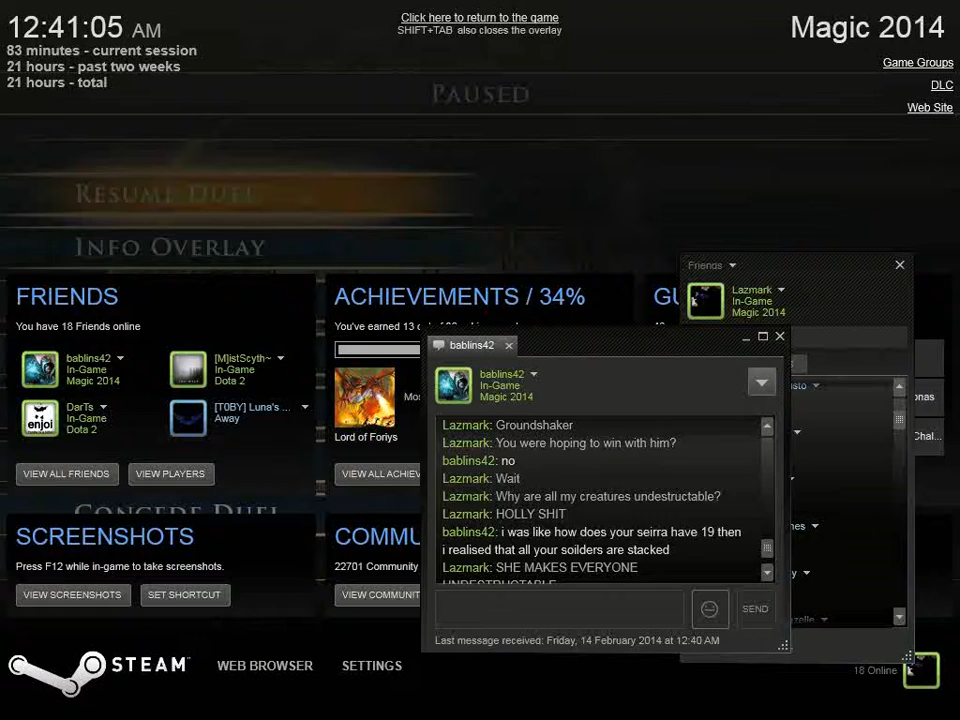 12:41:05 AM
83 minutes - current session
21 hours - past two weeks
21 hours - total
Click here to return to the game
SHIFT+TAB also closes the overlay
Magic 2014
Game Groups
DLC
Web Site
PAUSED
RESUME DUEL
INFO OVERLAY
FRIENDS
You have 18 Friends online
bablins42
In-Game
Magic 2014
[M]istScyth~
In-Game
Dota 2
DarTs
In-Game
Dota 2
[T0BY] Luna's ...
Away
VIEW ALL FRIENDS
VIEW PLAYERS
ACHIEVEMENTS / 34%
You've earned 13
Lord of Foriys
VIEW ALL ACHIEV
GU
Friends
Lazmark
In-Game
Magic 2014
bablins42
bablins42
In-Game
Magic 2014
Lazmark: Groundshaker
Lazmark: You were hoping to win with him?
bablins42: no
Lazmark: Wait
Lazmark: Why are all my creatures undestructable?
Lazmark: HOLLY SHIT
bablins42: i was like how does your seirra have 19 then
i realised that all your soilders are stacked
Lazmark: SHE MAKES EVERYONE
UNDESTRUCTABLE
SEND
Last message received: Friday, 14 February 2014 at 12:40 AM
onas
Chal...
CONCEDE DUEL
SCREENSHOTS
Press F12 while in-game to take screenshots.
VIEW SCREENSHOTS
SET SHORTCUT
COMMU
22701 Community
VIEW COMMUNIT
STEAM
WEB BROWSER
SETTINGS
18 Online